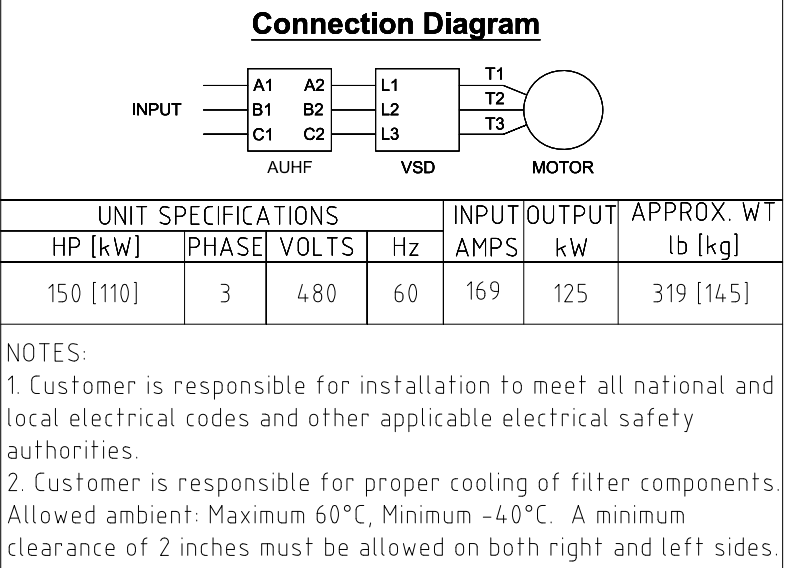 Connection Diagram
INPUT
A1 A2
B1 B2
C1 C2
AUHF
L1
L2
L3
VSD
T1
T2
T3
MOTOR
UNIT SPECIFICATIONS INPUT OUTPUT APPROX. WT
HP [kW] PHASE VOLTS Hz AMPS kW lb [kg]
150 [110] 3 480 60 169 125 319 [145]
NOTES:
1. Customer is responsible for installation to meet all national and
local electrical codes and other applicable electrical safety
authorities.
2. Customer is responsible for proper cooling of filter components.
Allowed ambient: Maximum 60°C, Minimum -40°C. A minimum
clearance of 2 inches must be allowed on both right and left sides.